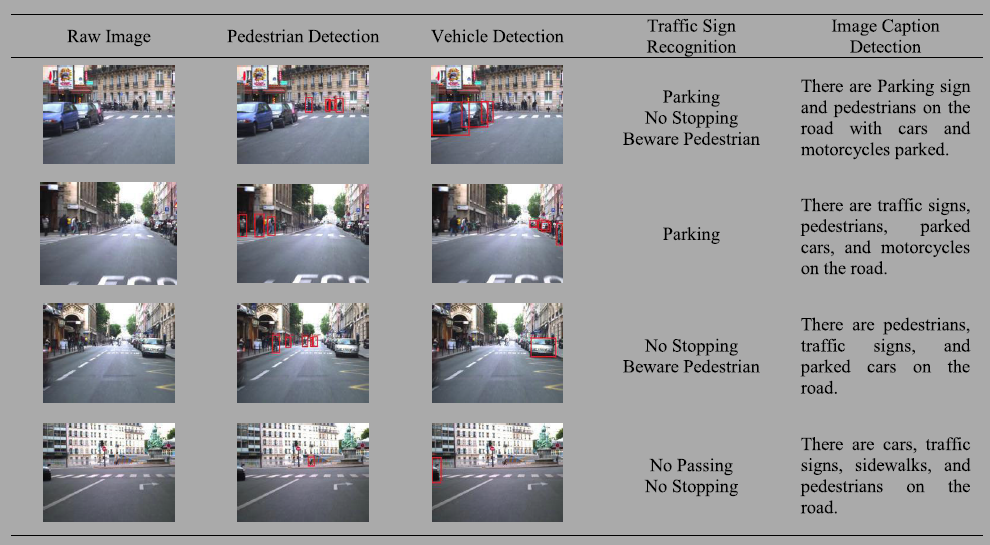 Raw Image
Pedestrian Detection
Vehicle Detection
Traffic Sign
Recognition
Image Caption
Detection
Parking
No Stopping
Beware Pedestrian
There are Parking sign
and pedestrians on the
road with cars and
motorcycles parked.
Parking
There are traffic signs,
pedestrians, parked
cars, and motorcycles
on the road.
No Stopping
Beware Pedestrian
There are pedestrians,
traffic signs, and
parked cars on the
road.
No Passing
No Stopping
There are cars, traffic
signs, sidewalks, and
pedestrians on the
road.